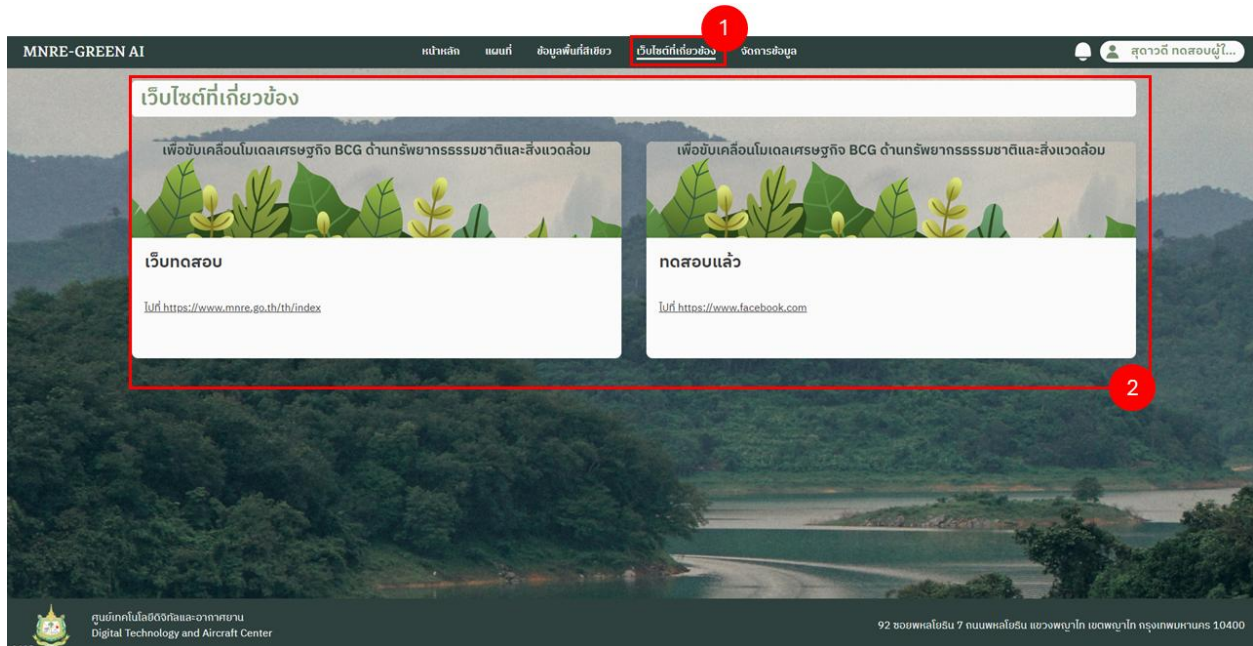 1
MNRE-GREEN AI
หน้าหลัก แผนที่ ข้อมูลพื้นที่สีเขียว เว็บไซต์ที่เกี่ยวข้อง จัดการข้อมูล
สุดาวดี ทดสอบผู้ใ...
เว็บไซต์ที่เกี่ยวข้อง
เพื่อขับเคลื่อนโมเดลเศรษฐกิจ BCG ด้านทรัพยากรธรรมชาติและสิ่งแวดล้อม
เว็บทดสอบ
ไปที่ https://www.mnre.go.th/th/index
เพื่อขับเคลื่อนโมเดลเศรษฐกิจ BCG ด้านทรัพยากรธรรมชาติและสิ่งแวดล้อม
ทดสอบแล้ว
ไปที่ https://www.facebook.com
2
ศูนย์เทคโนโลยีดิจิทัลและอากาศยาน
Digital Technology and Aircraft Center
92 ซอยพหลโยธิน 7 ถนนพหลโยธิน แขวงพญาไท เขตพญาไท กรุงเทพมหานคร 10400